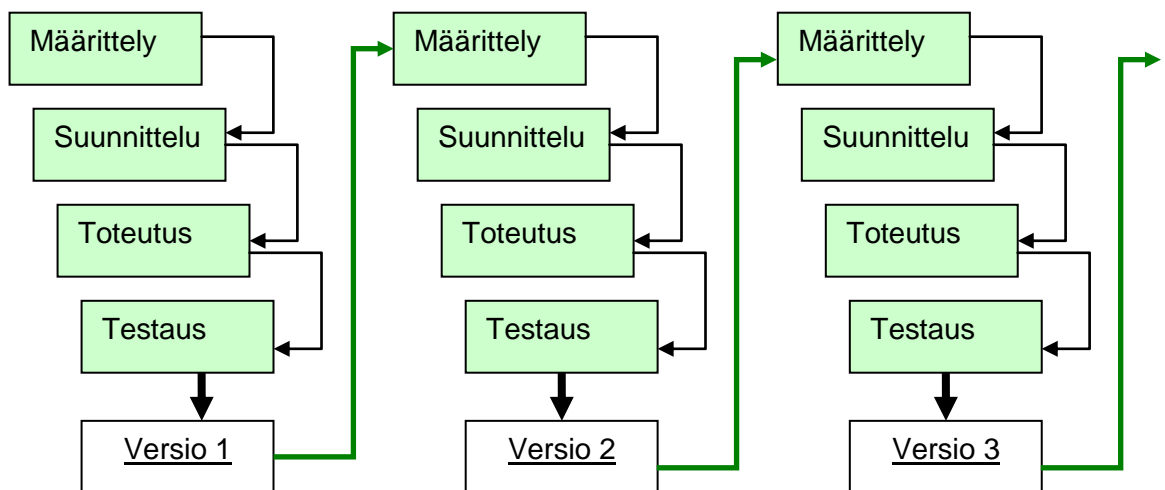 Määrittely
Suunnittelu
Toteutus
Testaus
Versio 1
Määrittely
Suunnittelu
Toteutus
Testaus
Versio 2
Määrittely
Suunnittelu
Toteutus
Testaus
Versio 3